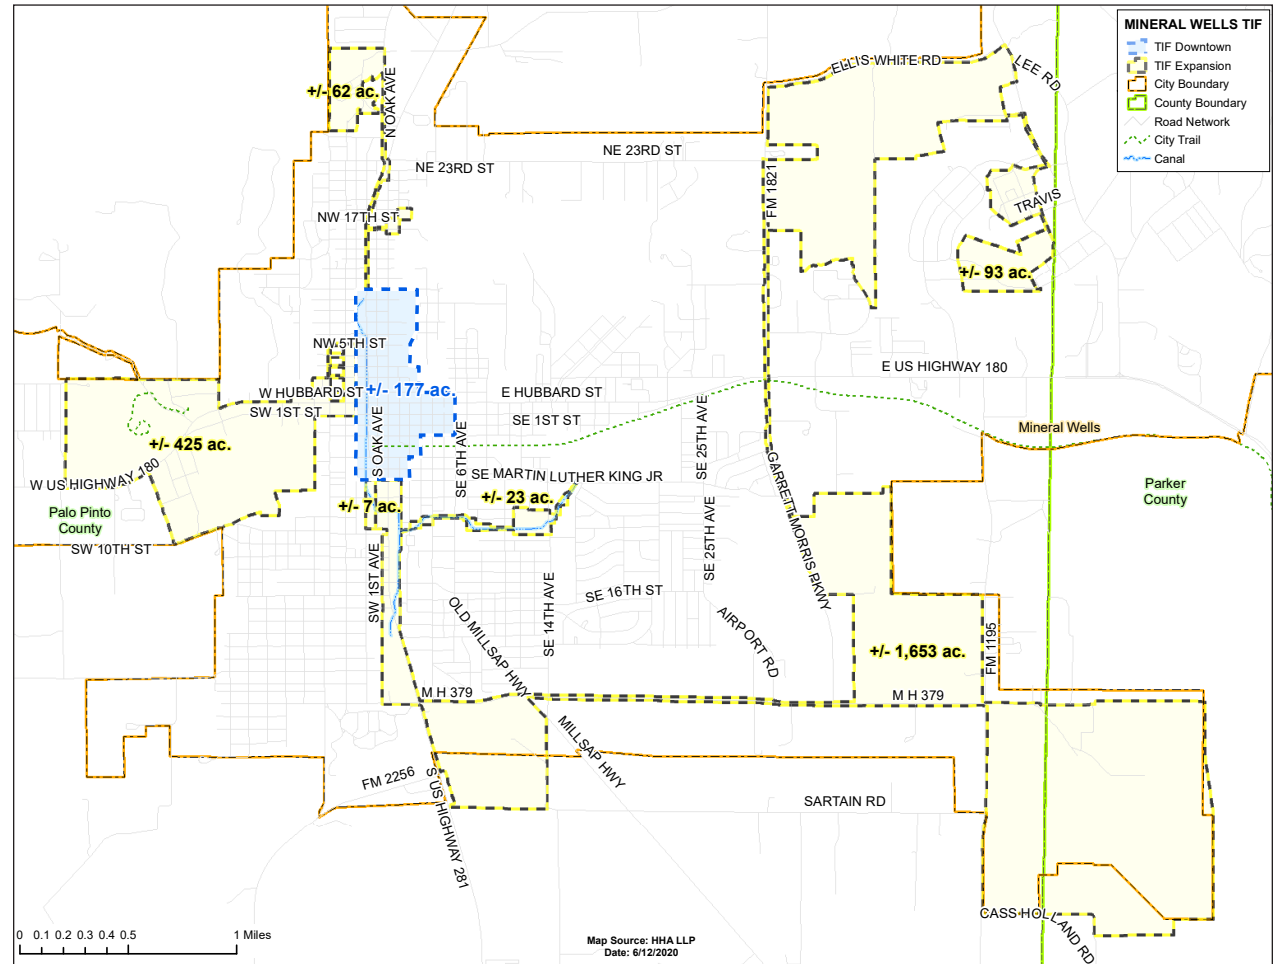 MINERAL WELLS TIF
TIF Downtown
TIF Expansion
City Boundary
County Boundary
Road Network
City Trail
Canal
ELLIS WHITE RD
LEE RD
+/- 62 ac.
N OAK AVE
NE 23RD ST
NE 23RD ST
FM 1821
TRAVIS
NW 17TH ST
+/- 93 ac.
NW 5TH ST
E US HIGHWAY 180
W HUBBARD ST
+/- 177 ac.
E HUBBARD ST
SW 1ST ST
SE 1ST ST
S OAK AVE
SE 6TH AVE
SE 25TH AVE
Mineral Wells
+/- 425 ac.
W US HIGHWAY 180
SE MARTIN LUTHER KING JR
GARRETT MORRIS PKWY
Parker
County
+/- 7 ac.
+/- 23 ac.
Palo Pinto
County
SW 10TH ST
SE 25TH AVE
SW 1ST AVE
OLD MILLSAP HWY
SE 14TH AVE
SE 16TH ST
AIRPORT RD
+/- 1,653 ac.
FM 1195
M H 379
M H 379
MILLSAP HWY
FM 2256
S US HIGHWAY 281
SARTAIN RD
CASS HOLLAND RD
0 0.1 0.2 0.3 0.4 0.5 1 Miles
Map Source: HHA LLP
Date: 6/12/2020